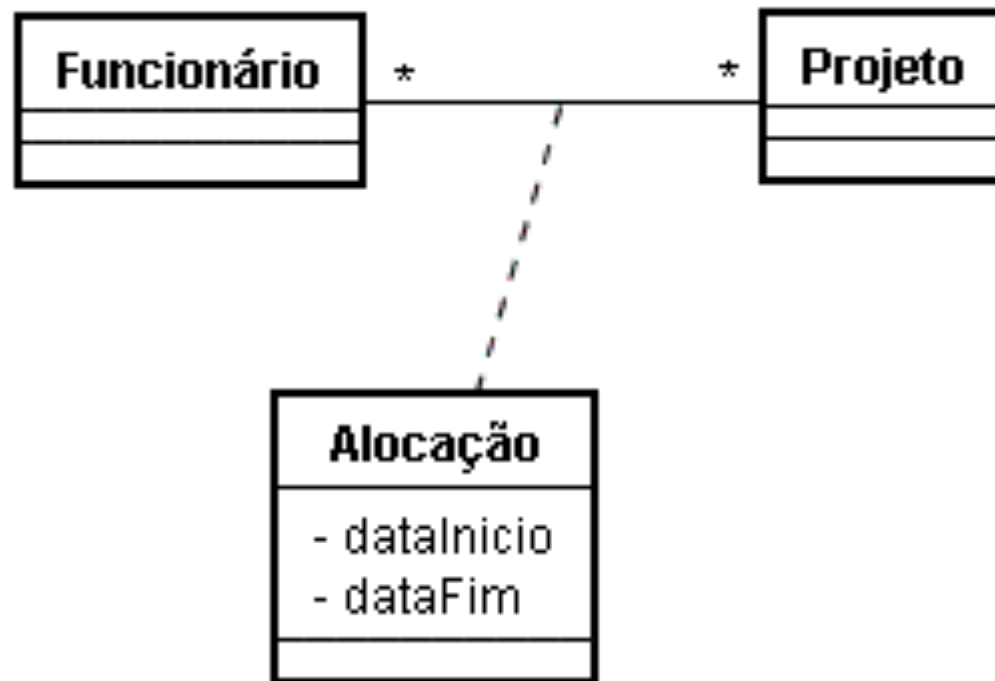 Funcionário
* *
Projeto
Alocação
- dataInicio
- dataFim